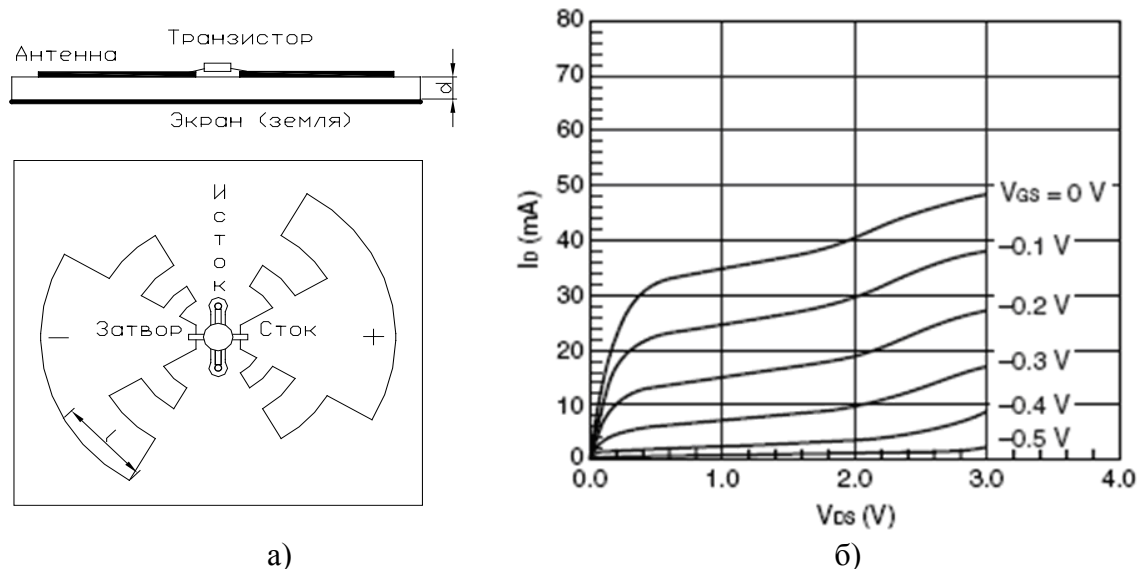 Транзистор
Антенна
d
Экран (земля)
Исток
Затвор
Сток
−
+
l
а)
80
70
60
50
40
30
20
10
0
ID (mA)
VGS = 0 V
−0.1 V
−0.2 V
−0.3 V
−0.4 V
−0.5 V
0.0 1.0 2.0 3.0 4.0
VDS (V)
б)